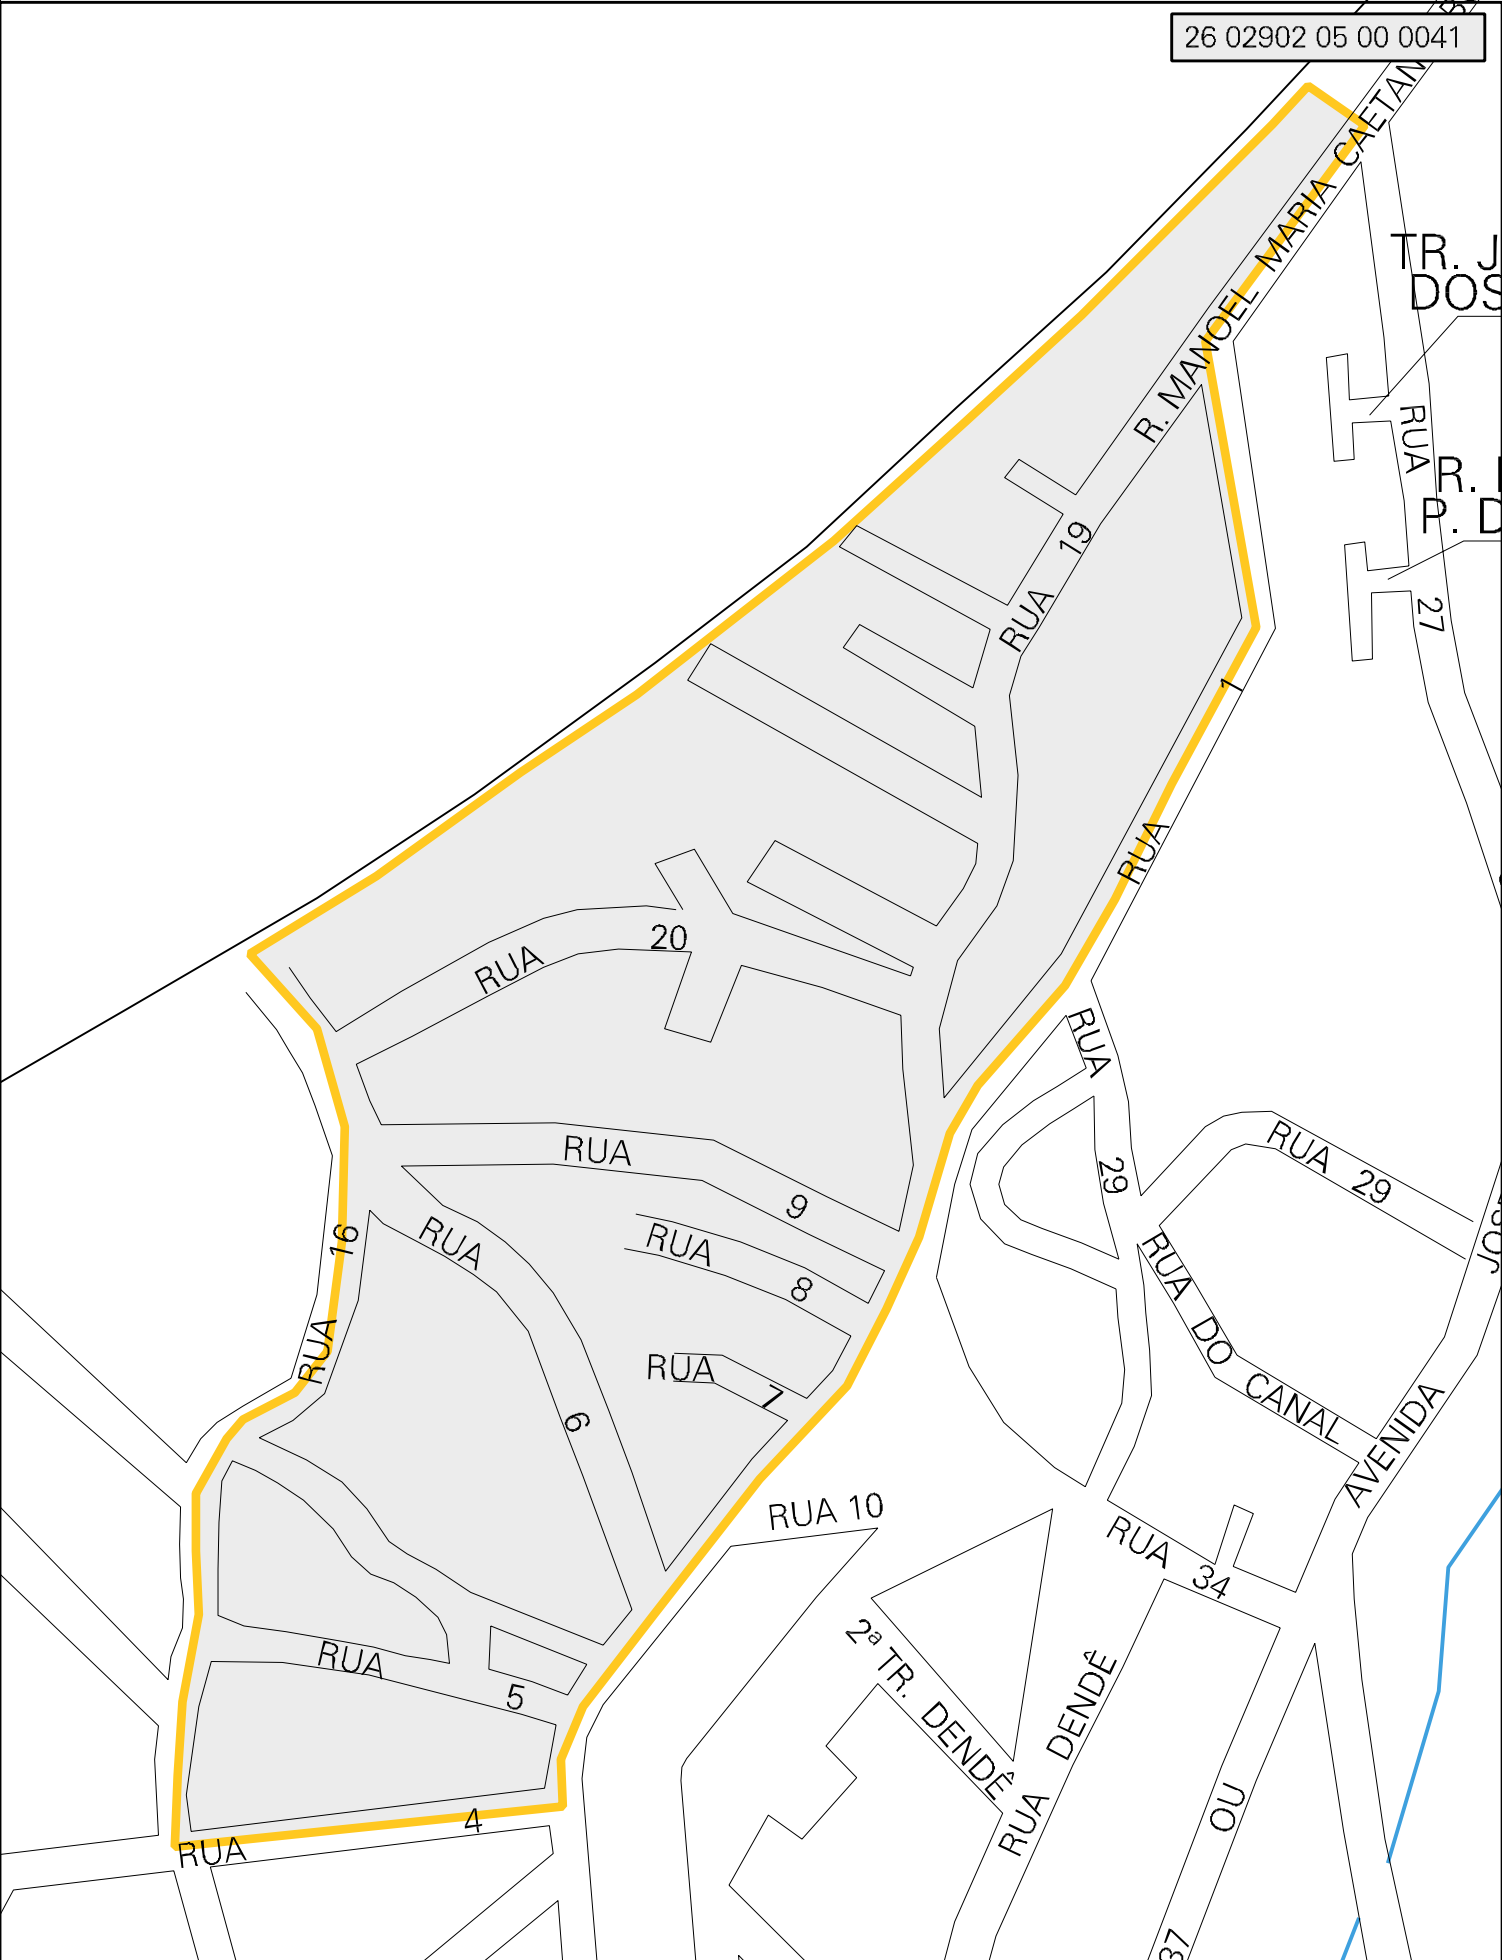 26 02902 05 00 0041
R. MANOEL MARIA CAETAN
TR. J
DOS
RUA
R.
P. D
27
RUA 19
RUA 1
RUA 20
RUA 29
RUA 9
RUA 29
RUA 8
RUA 16
RUA 6
RUA DO CANAL
RUA 7
AVENIDA
RUA 10
RUA 34
2ª TR. DENDÊ
RUA DENDÊ
RUA 5
OU
RUA 4
37